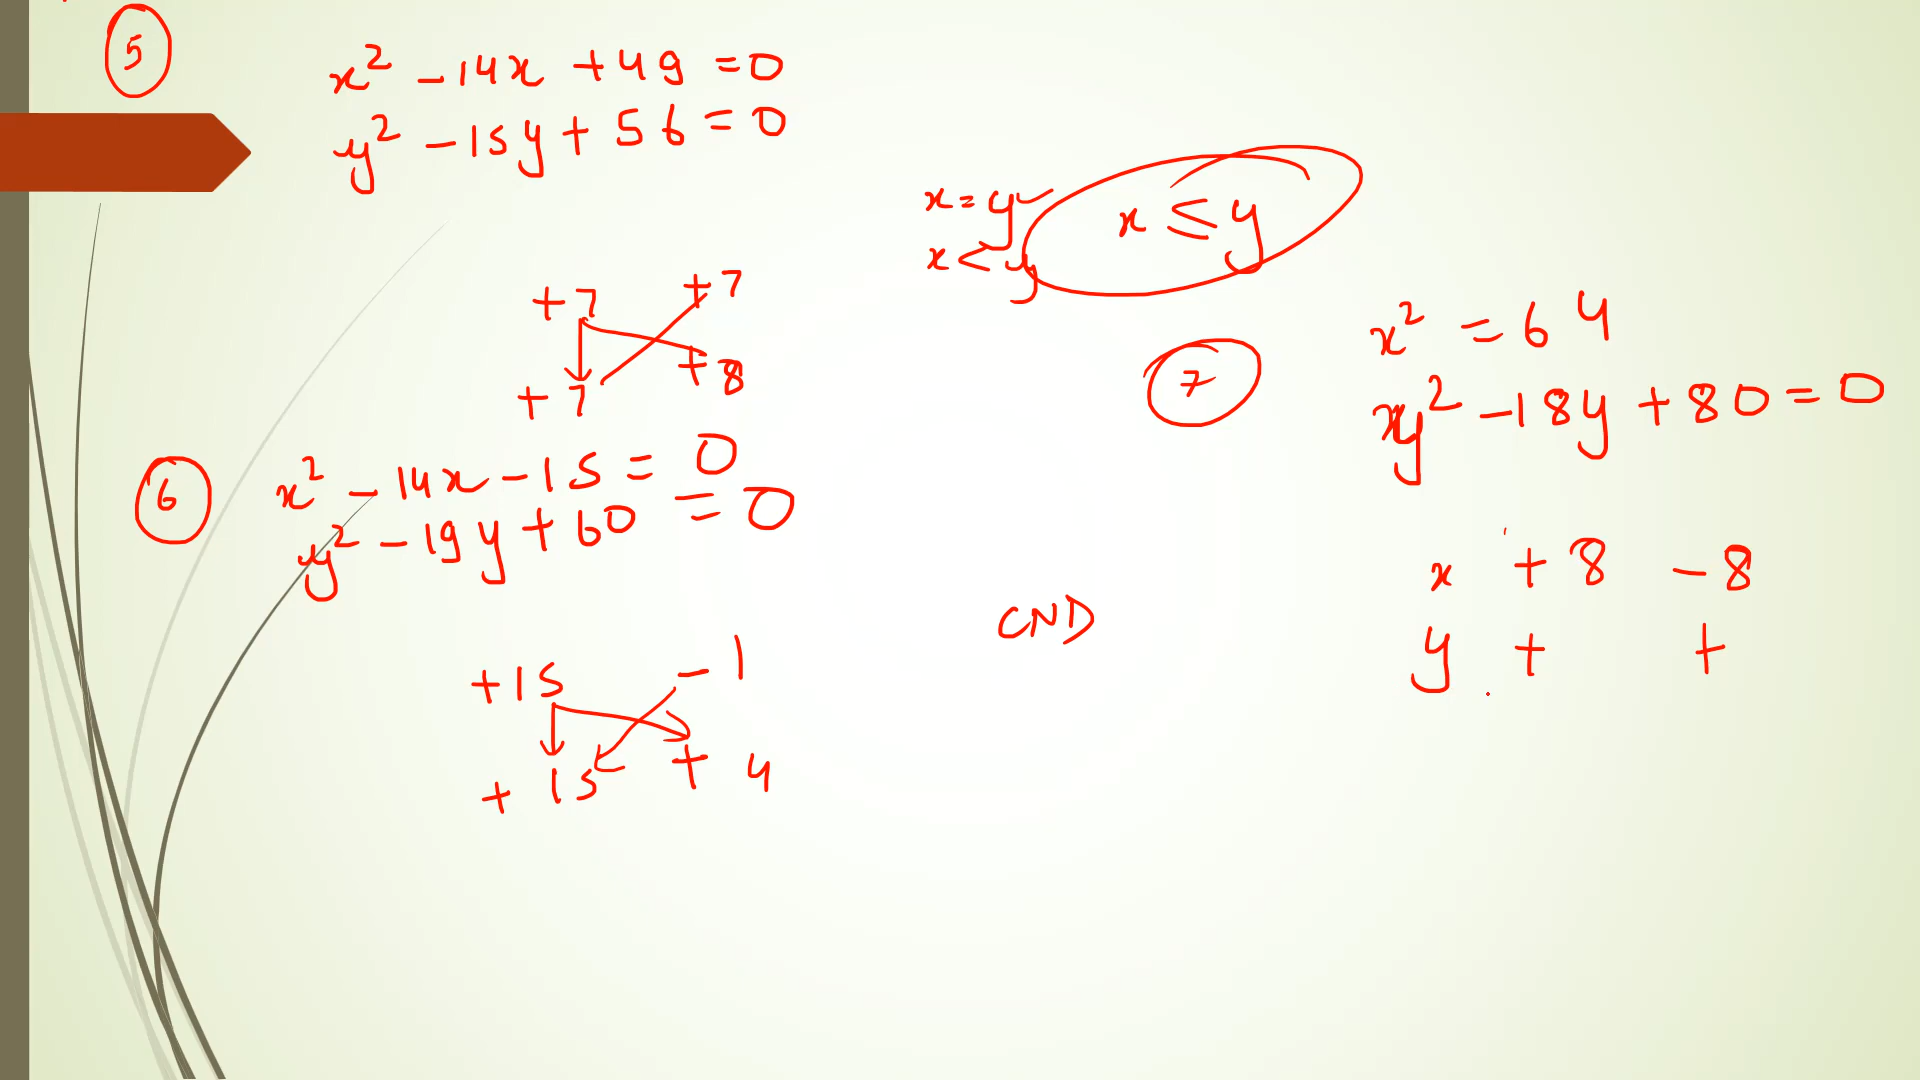 5
x² - 14x + 49 = 0
y² - 15y + 56 = 0
x = y
x < y
x ≤ y
+7 +7
+7 +8
6
x² - 14x - 15 = 0
y² - 19y + 60 = 0
+15 -1
+15 +4
CND
7
x² = 64
y² - 18y + 80 = 0
x +8 -8
y + +